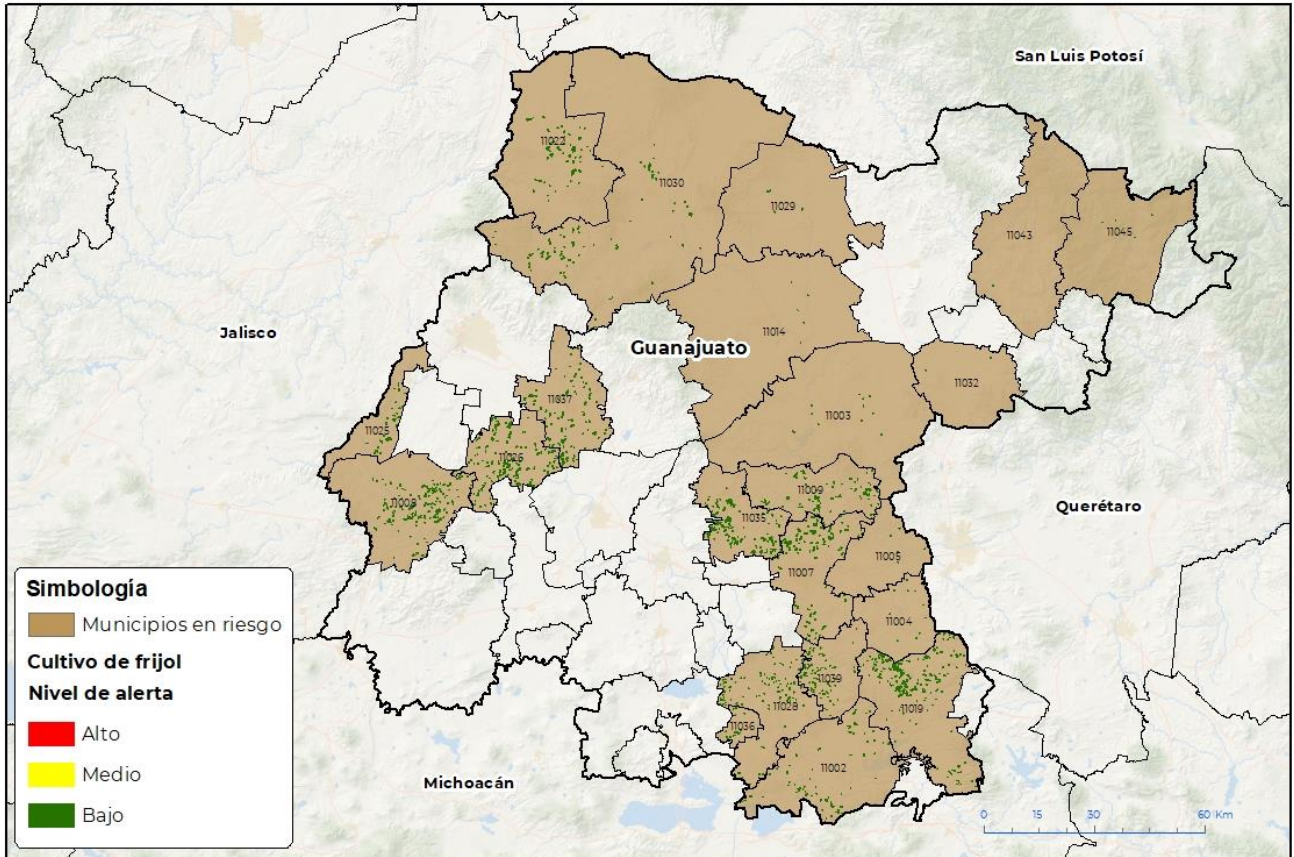 San Luis Potosí
11022
11030
11029
11043
11045
Jalisco
Guanajuato
11014
11032
11037
11003
11025
11026
11008
11009
11035
Querétaro
11005
11007
11004
11039
11028
11019
11036
11002
Michoacán
Simbología
Municipios en riesgo
Cultivo de frijol
Nivel de alerta
Alto
Medio
Bajo
0 15 30 60 Km